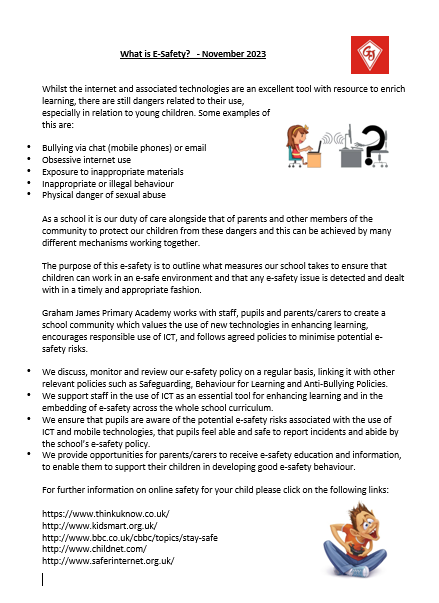 What is E-Safety?   - November 2023
Whilst the internet and associated technologies are an excellent tool with resource to enrich
learning, there are still dangers related to their use,
especially in relation to young children. Some examples of
this are:
• Bullying via chat (mobile phones) or email
• Obsessive internet use
• Exposure to inappropriate materials
• Inappropriate or illegal behaviour
• Physical danger of sexual abuse
As a school it is our duty of care alongside that of parents and other members of the
community to protect our children from these dangers and this can be achieved by many
different mechanisms working together.
The purpose of this e-safety is to outline what measures our school takes to ensure that
children can work in an e-safe environment and that any e-safety issue is detected and dealt
with in a timely and appropriate fashion.
Graham James Primary Academy works with staff, pupils and parents/carers to create a
school community which values the use of new technologies in enhancing learning,
encourages responsible use of ICT, and follows agreed policies to minimise potential e-
safety risks.
• We discuss, monitor and review our e-safety policy on a regular basis, linking it with other
relevant policies such as Safeguarding, Behaviour for Learning and Anti-Bullying Policies.
• We support staff in the use of ICT as an essential tool for enhancing learning and in the
embedding of e-safety across the whole school curriculum.
• We ensure that pupils are aware of the potential e-safety risks associated with the use of
ICT and mobile technologies, that pupils feel able and safe to report incidents and abide by
the school's e-safety policy.
• We provide opportunities for parents/carers to receive e-safety education and information,
to enable them to support their children in developing good e-safety behaviour.
For further information on online safety for your child please click on the following links:
https://www.thinkuknow.co.uk/
http://www.kidsmart.org.uk/
http://www.bbc.co.uk/cbbc/topics/stay-safe
http://www.childnet.com/
http://www.saferinternet.org.uk/